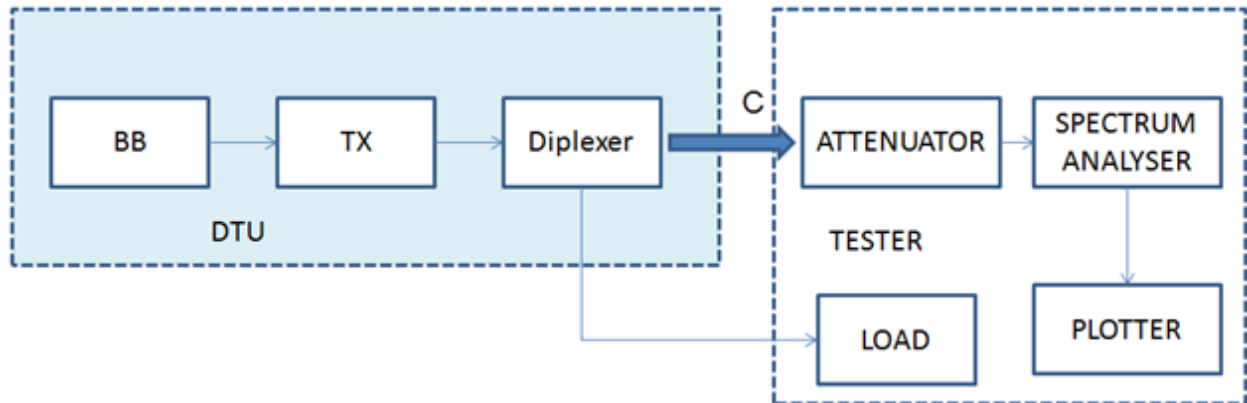 BB
TX
Diplexer
C
ATTENUATOR
SPECTRUM
ANALYSER
DTU
TESTER
LOAD
PLOTTER